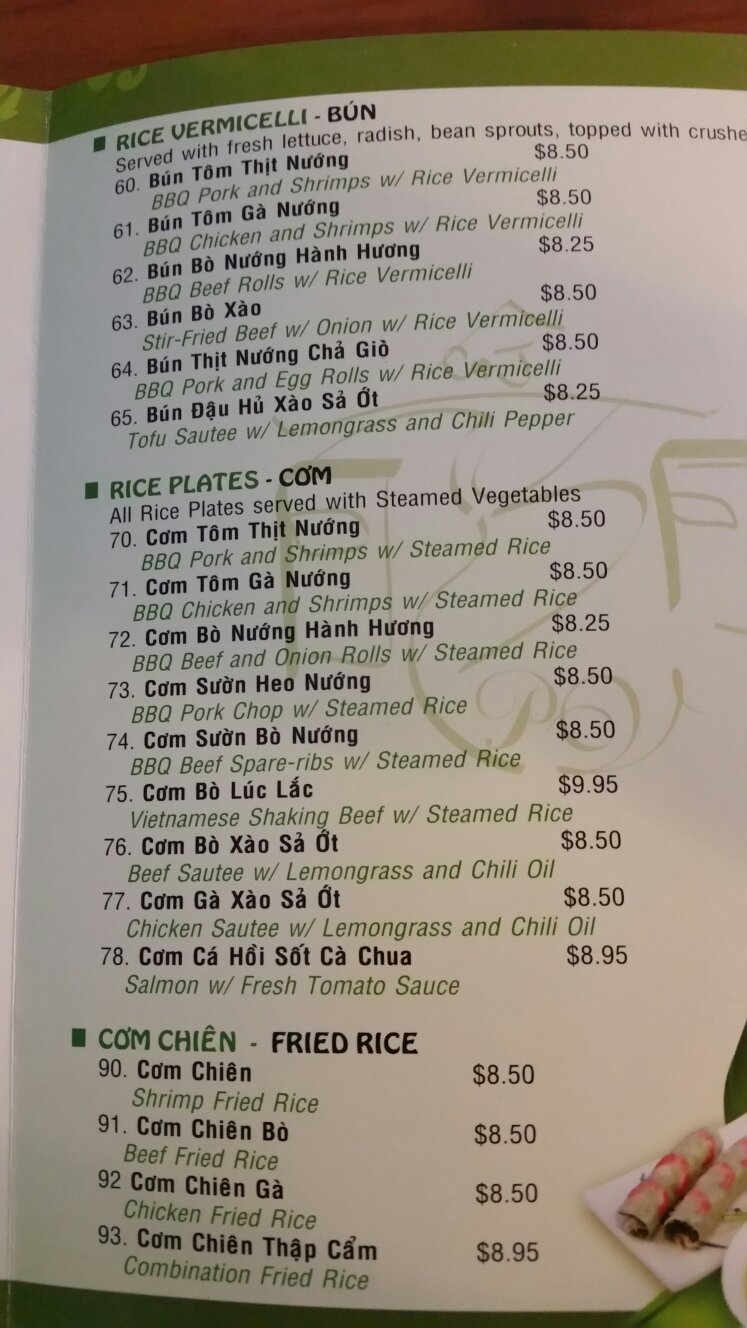 RICE VERMICELLI - BÚN
Served with fresh lettuce, radish, bean sprouts, topped with
60. Bún Tôm Thịt Nướng $8.50
BBQ Pork and Shrimps w/ Rice Vermicelli
61. Bún Tôm Gà Nướng $8.50
BBQ Chicken and Shrimps w/ Rice Vermicelli
62. Bún Bò Nướng Hành Hương $8.25
BBQ Beef Rolls w/ Rice Vermicelli
63. Bún Bò Xào $8.50
Stir-Fried Beef w/ Onion w/ Rice Vermicelli
64. Bún Thịt Nướng Chả Giò $8.50
BBQ Pork and Egg Rolls w/ Rice Vermicelli
65. Bún Đậu Hủ Xào Sả Ớt $8.25
Tofu Sautee w/ Lemongrass and Chili Pepper
RICE PLATES - CƠM
All Rice Plates served with Steamed Vegetables
70. Cơm Tôm Thịt Nướng $8.50
BBQ Pork and Shrimps w/ Steamed Rice
71. Cơm Tôm Gà Nướng $8.50
BBQ Chicken and Shrimps w/ Steamed Rice
72. Cơm Bò Nướng Hành Hương $8.25
BBQ Beef and Onion Rolls w/ Steamed Rice
73. Cơm Sườn Heo Nướng $8.50
BBQ Pork Chop w/ Steamed Rice
74. Cơm Sườn Bò Nướng $8.50
BBQ Beef Spare-ribs w/ Steamed Rice
75. Cơm Bò Lúc Lắc $9.95
Vietnamese Shaking Beef w/ Steamed Rice
76. Cơm Bò Xào Sả Ớt $8.50
Beef Sautee w/ Lemongrass and Chili Oil
77. Cơm Gà Xào Sả Ớt $8.50
Chicken Sautee w/ Lemongrass and Chili Oil
78. Cơm Cá Hồi Sốt Cà Chua $8.95
Salmon w/ Fresh Tomato Sauce
CƠM CHIÊN - FRIED RICE
90. Cơm Chiên $8.50
Shrimp Fried Rice
91. Cơm Chiên Bò $8.50
Beef Fried Rice
92 Cơm Chiên Gà $8.50
Chicken Fried Rice
93. Cơm Chiên Thập Cẩm $8.95
Combination Fried Rice